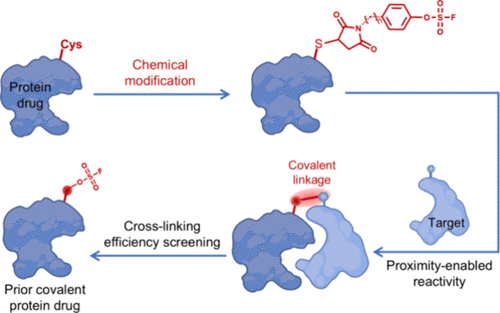 Cys
Protein
drug
Chemical
modification
S
O
N
O
( )n
O
O
S
O
F
O
O
S
F
O
Covalent
linkage
Target
Cross-linking
efficiency screening
Proximity-enabled
reactivity
Prior covalent
protein drug